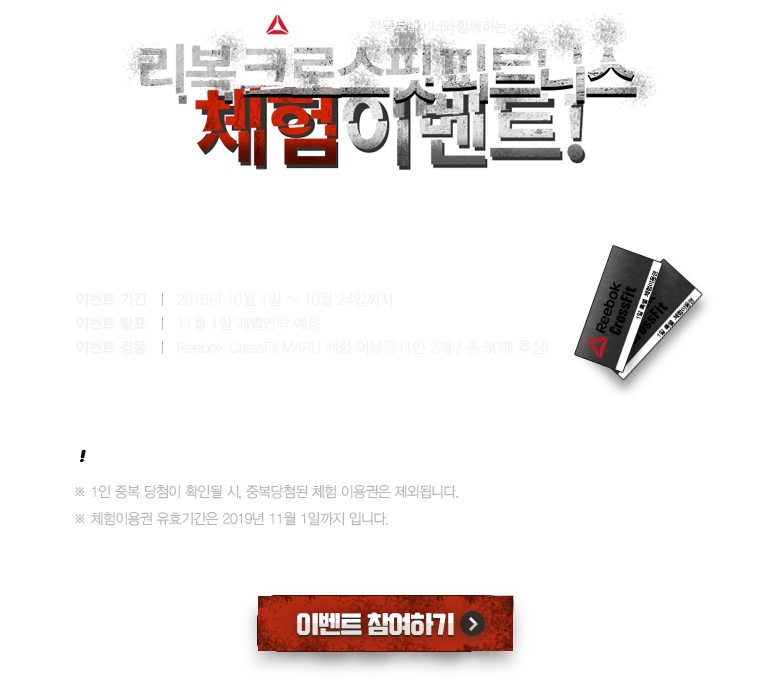 전문트레이너와 함께하는
리복크로스핏피트니스
체험이벤트!
이벤트 기간 | 2018년 10월 1일 ~ 10월 24일까지
이벤트 발표 | 11월 1일 개별연락 예정
이벤트 경품 | Reebok CrossFit MARU 체험 이용권 (1인 2매 / 총 50매 추첨)
Reebok
CrossFit
1일 특별 체험이용권
CrossFit
1일 특별 체험이용권
!
※ 1인 중복 당첨이 확인될 시, 중복당첨된 체험 이용권은 제외됩니다.
※ 체험이용권 유효기간은 2019년 11월 1일까지 입니다.
이벤트 참여하기